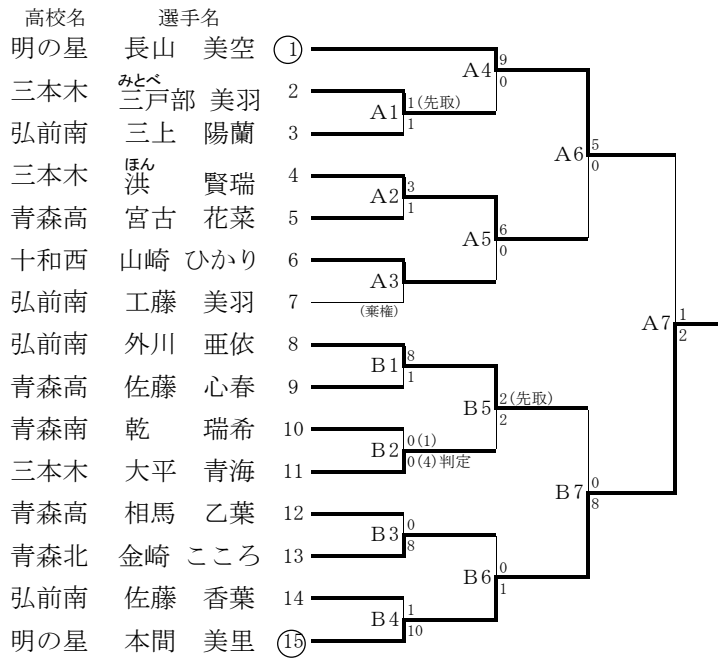 高校名 選手名
明の星 長山 美空 ①
三本木 三戸部 美羽 2
みとべ
弘前南 三上 陽蘭 3
三本木 洪 賢瑞 4
ほん
青森高 宮古 花菜 5
十和西 山崎 ひかり 6
弘前南 工藤 美羽 7
弘前南 外川 亜依 8
青森高 佐藤 心春 9
青森南 乾 瑞希 10
三本木 大平 青海 11
青森高 相馬 乙葉 12
青森北 金崎 こころ 13
弘前南 佐藤 香葉 14
明の星 本間 美里 ⑮
A1 1(先取)
1
A2 3
1
A3
(棄権)
B1 8
1
B2 0(1)
0(4)判定
B3 0
8
B4 1
10
A4 9
0
A5 6
0
B5 2(先取)
2
B6 0
1
A6 5
0
B7 0
8
A7 1
2